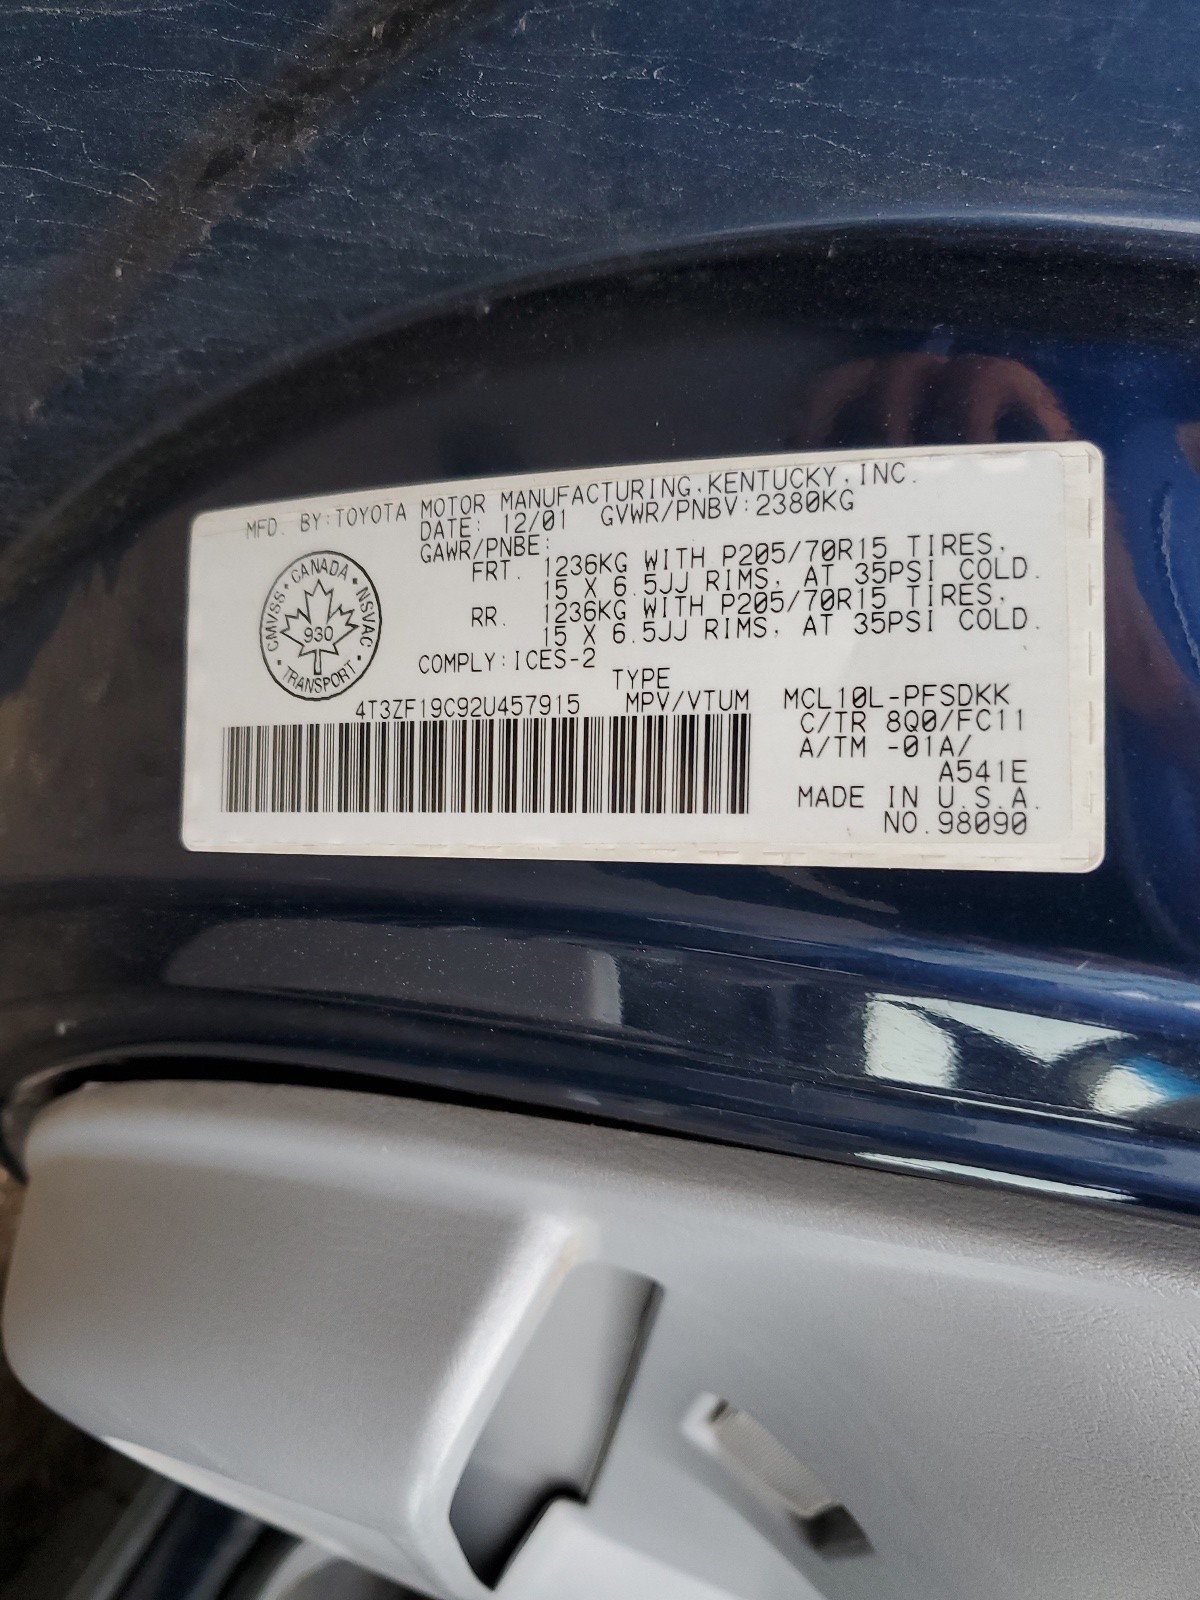 MFD. BY:TOYOTA MOTOR MANUFACTURING,KENTUCKY,INC.
DATE: 12/01 GVWR/PNBV:2380KG
GAWR/PNBE:
FRT. 1236KG WITH P205/70R15 TIRES,
15 X 6.5JJ RIMS, AT 35PSI COLD.
RR. 1236KG WITH P205/70R15 TIRES,
15 X 6.5JJ RIMS, AT 35PSI COLD.
CMVSS · CANADA · NSVAC · TRANSPORT ·
930
COMPLY:ICES-2
TYPE
4T3ZF19C92U457915 MPV/VTUM MCL10L-PFSDKK
C/TR 8Q0/FC11
A/TM -01A/
A541E
MADE IN U.S.A.
NO.98090